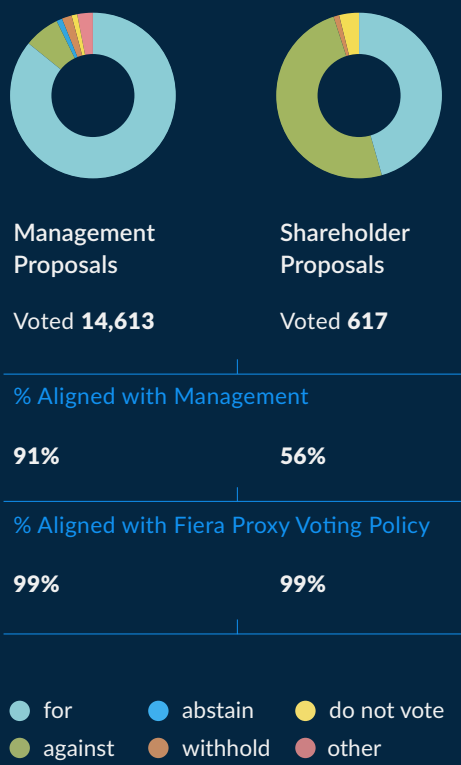 Management
Proposals
Voted 14,613
Shareholder
Proposals
Voted 617
% Aligned with Management
91% 56%
% Aligned with Fiera Proxy Voting Policy
99% 99%
for abstain do not vote
against withhold other